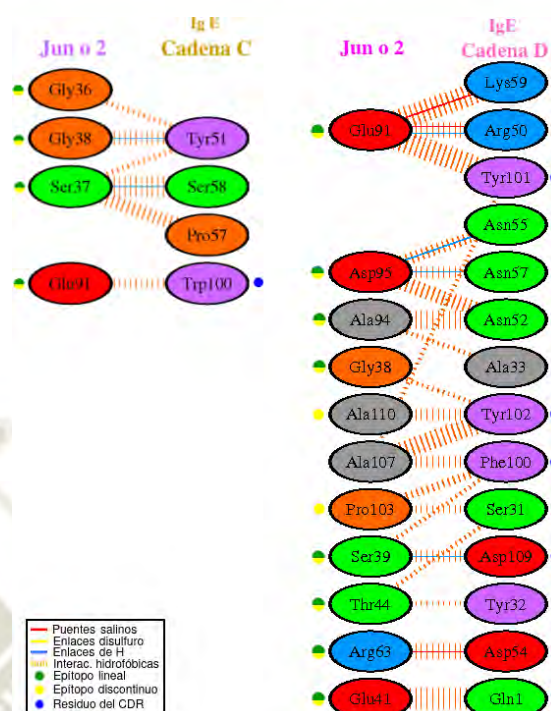 Ig E
Jun o 2 Cadena C
Gly36
Gly38 Tyr51
Ser37 Ser58
Pro57
Glu91 Trp100
IgE
Jun o 2 Cadena D
Lys59
Glu91 Arg50
Tyr101
Asn55
Asp95 Asn57
Ala94 Asn52
Gly38 Ala33
Ala110 Tyr102
Ala107 Phe100
Pro103 Ser31
Ser39 Asp109
Thr44 Tyr32
Arg63 Asp54
Glu41 Gln1
Puentes salinos
Enlaces disulfuro
Enlaces de H
Interac. hidrofóbicas
Epítopo lineal
Epítopo discontinuo
Residuo del CDR